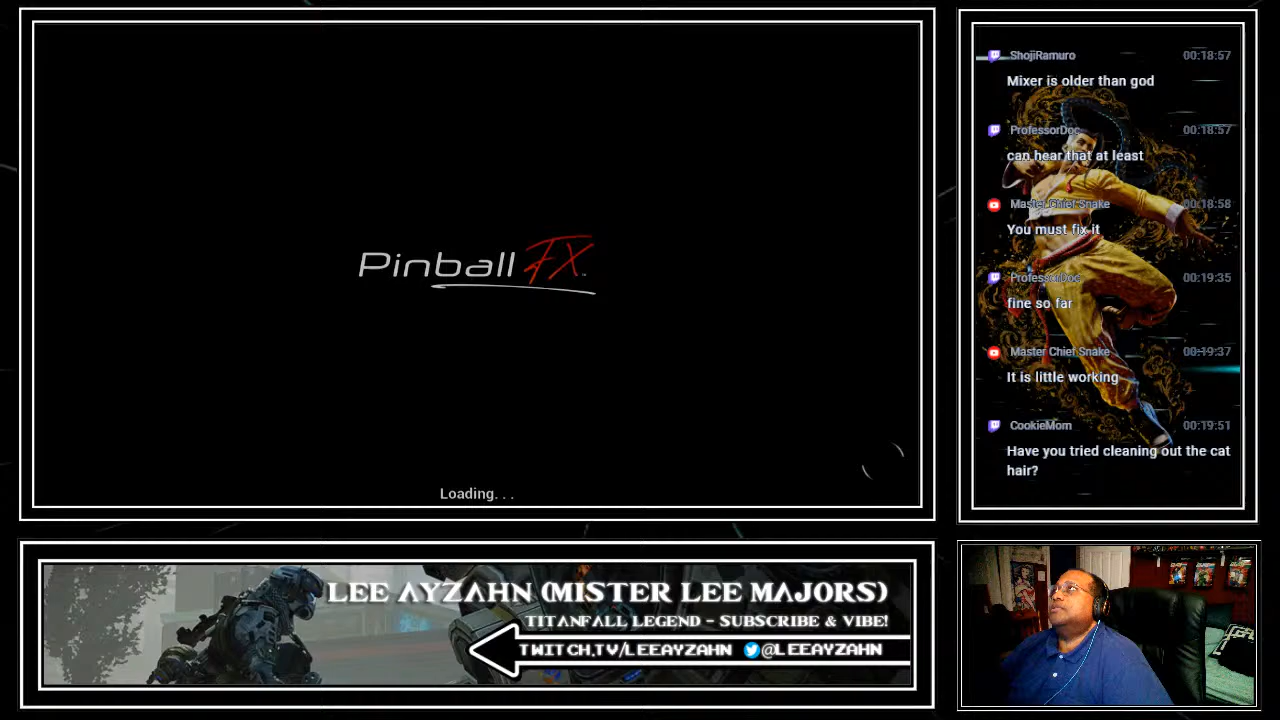 Pinball FX
Loading. . .
ShojiRamuro 00:18:57
Mixer is older than god
ProfessorDoc 00:18:57
can hear that at least
Master Chief Snake 00:18:58
You must fix it
ProfessorDoc 00:19:35
fine so far
Master Chief Snake 00:19:37
It is little working
CookieMom 00:19:51
Have you tried cleaning out the cat
hair?
LEE AYZAHN (MISTER LEE MAJORS)
TITANFALL LEGEND - SUBSCRIBE & VIBE!
TWITCH.TV/LEEAYZAHN @LEEAYZAHN